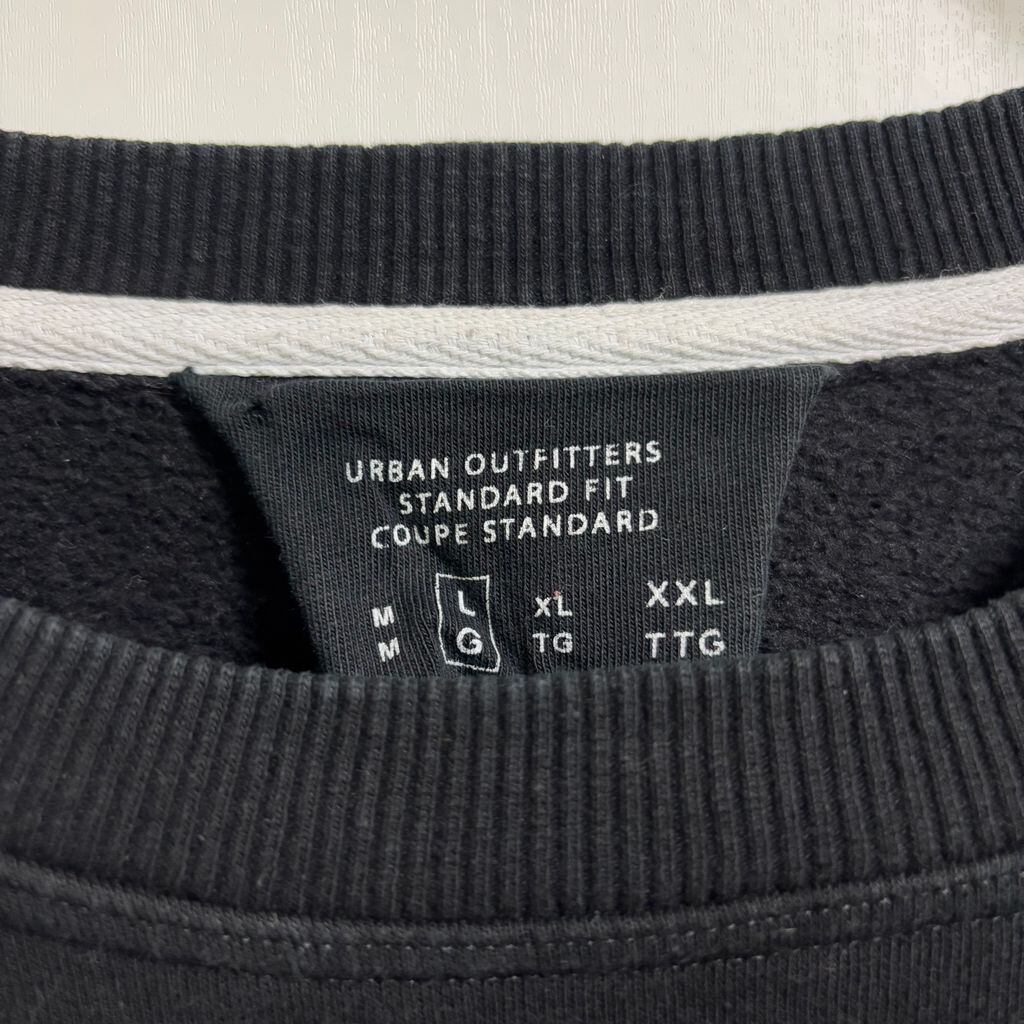 URBAN OUTFITTERS
STANDARD FIT
COUPE STANDARD
M L XL XXL
M G TG TTG